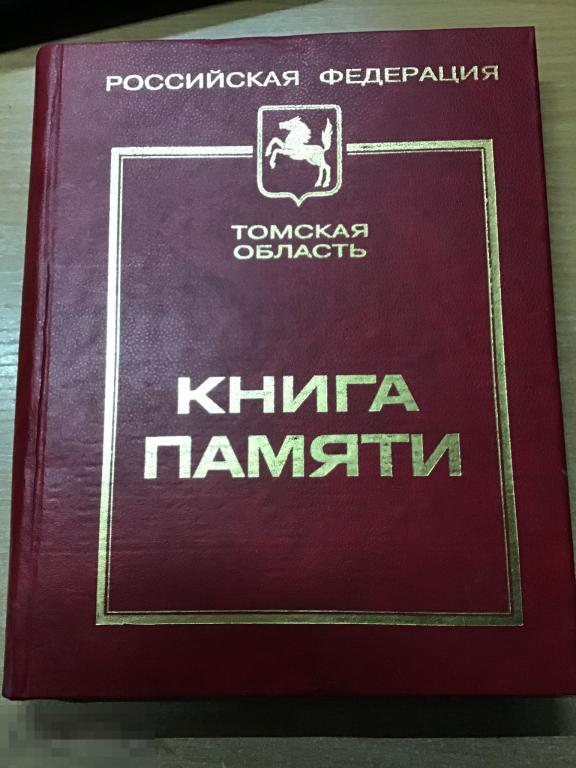 РОССИЙСКАЯ ФЕДЕРАЦИЯ
ТОМСКАЯ
ОБЛАСТЬ
КНИГА
ПАМЯТИ